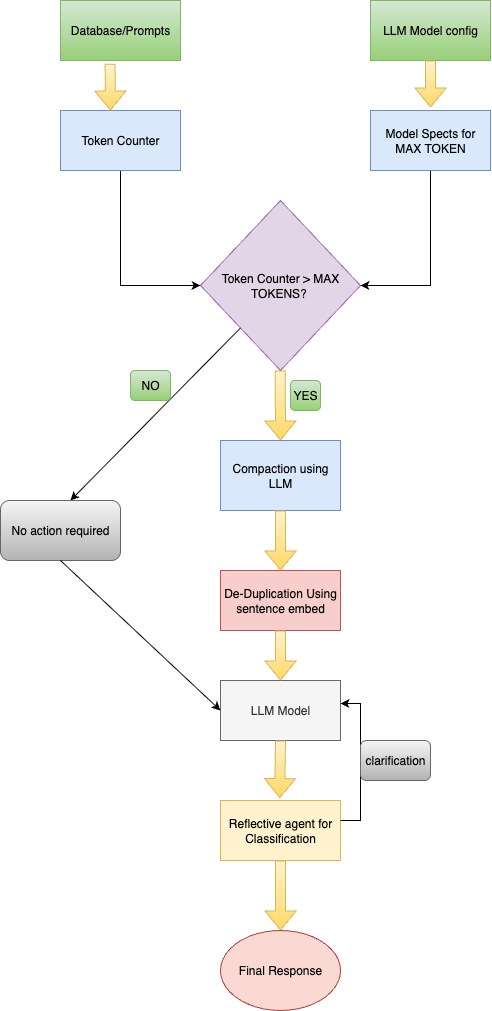 Database/Prompts
LLM Model config
Token Counter
Model Spects for
MAX TOKEN
Token Counter > MAX
TOKENS?
NO
YES
Compaction using
LLM
No action required
De-Duplication Using
sentence embed
LLM Model
clarification
Reflective agent for
Classification
Final Response